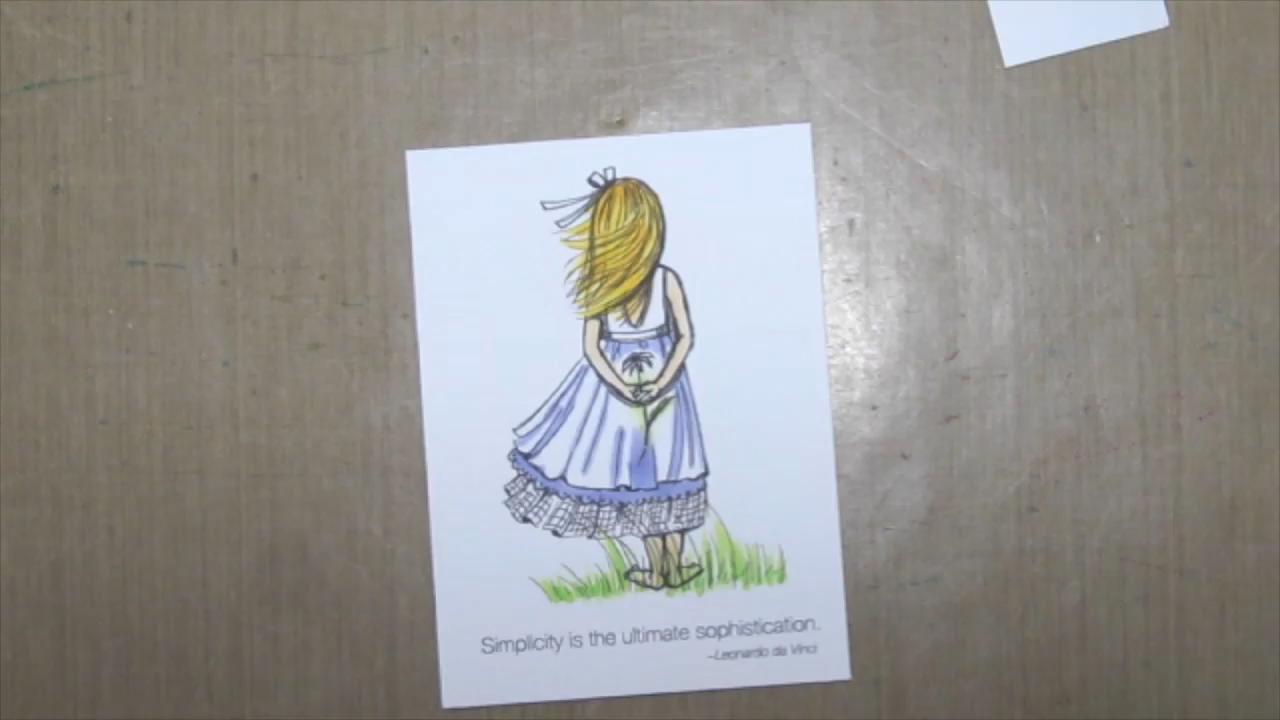 Simplicity is the ultimate sophistication.
–Leonardo da Vinci